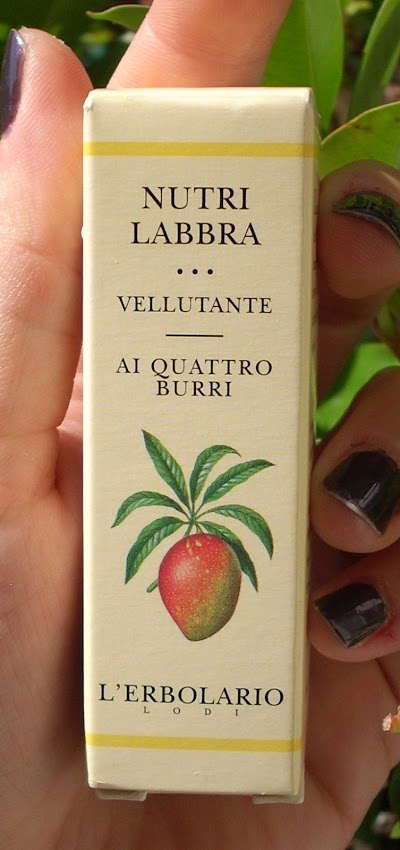 NUTRI
LABBRA
•••
VELLUTANTE
AI QUATTRO
BURRI
L'ERBOLARIO
LODI